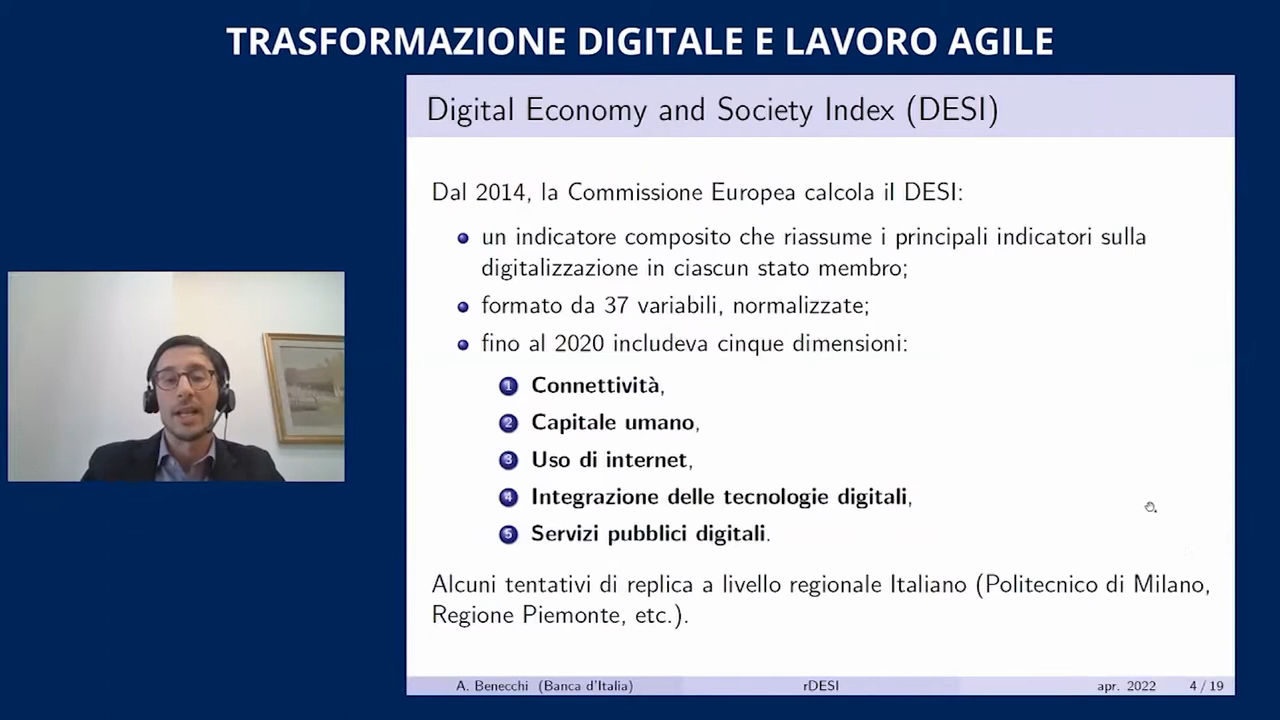 TRASFORMAZIONE DIGITALE E LAVORO AGILE
Digital Economy and Society Index (DESI)
Dal 2014, la Commissione Europea calcola il DESI:
un indicatore composito che riassume i principali indicatori sulla
digitalizzazione in ciascun stato membro;
formato da 37 variabili, normalizzate;
fino al 2020 includeva cinque dimensioni:
1 Connettività,
2 Capitale umano,
3 Uso di internet,
4 Integrazione delle tecnologie digitali,
5 Servizi pubblici digitali.
Alcuni tentativi di replica a livello regionale Italiano (Politecnico di Milano,
Regione Piemonte, etc.).
A. Benecchi (Banca d'Italia) rDESI apr. 2022 4 / 19